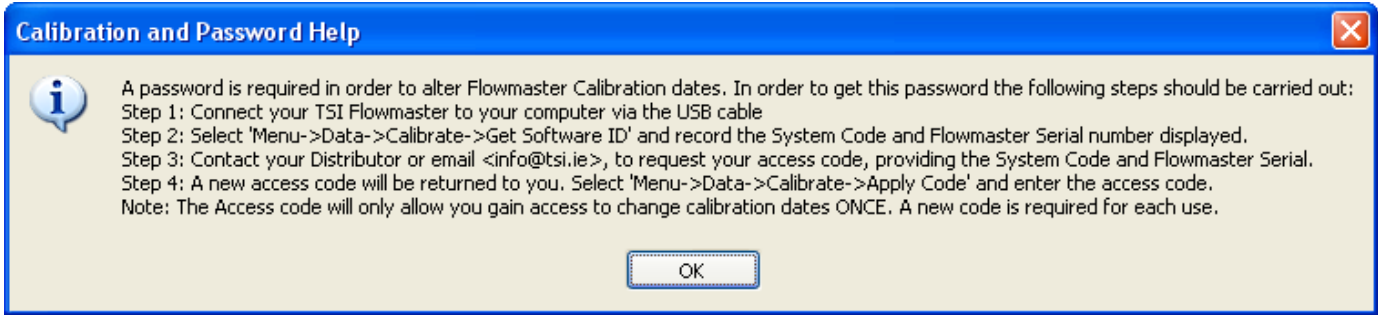 Calibration and Password Help
A password is required in order to alter Flowmaster Calibration dates. In order to get this password the following steps should be carried out:
Step 1: Connect your TSI Flowmaster to your computer via the USB cable
Step 2: Select 'Menu->Data->Calibrate->Get Software ID' and record the System Code and Flowmaster Serial number displayed.
Step 3: Contact your Distributor or email <info@tsi.ie>, to request your access code, providing the System Code and Flowmaster Serial.
Step 4: A new access code will be returned to you. Select 'Menu->Data->Calibrate->Apply Code' and enter the access code.
Note: The Access code will only allow you gain access to change calibration dates ONCE. A new code is required for each use.
OK